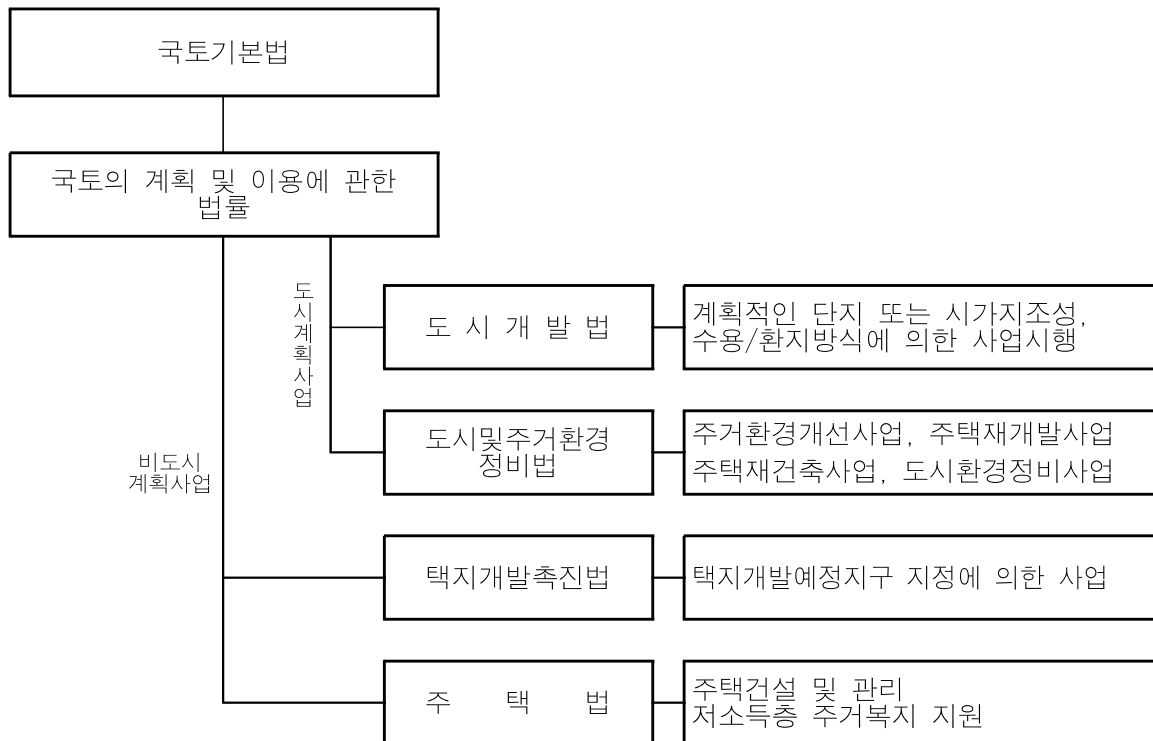 국토기본법
국토의 계획 및 이용에 관한
법률
도시계획사업
도 시 개 발 법
계획적인 단지 또는 시가지조성,
수용/환지방식에 의한 사업시행
도시및주거환경
정비법
주거환경개선사업, 주택재개발사업
주택재건축사업, 도시환경정비사업
비도시
계획사업
택지개발촉진법
택지개발예정지구 지정에 의한 사업
주 택 법
주택건설 및 관리
저소득층 주거복지 지원